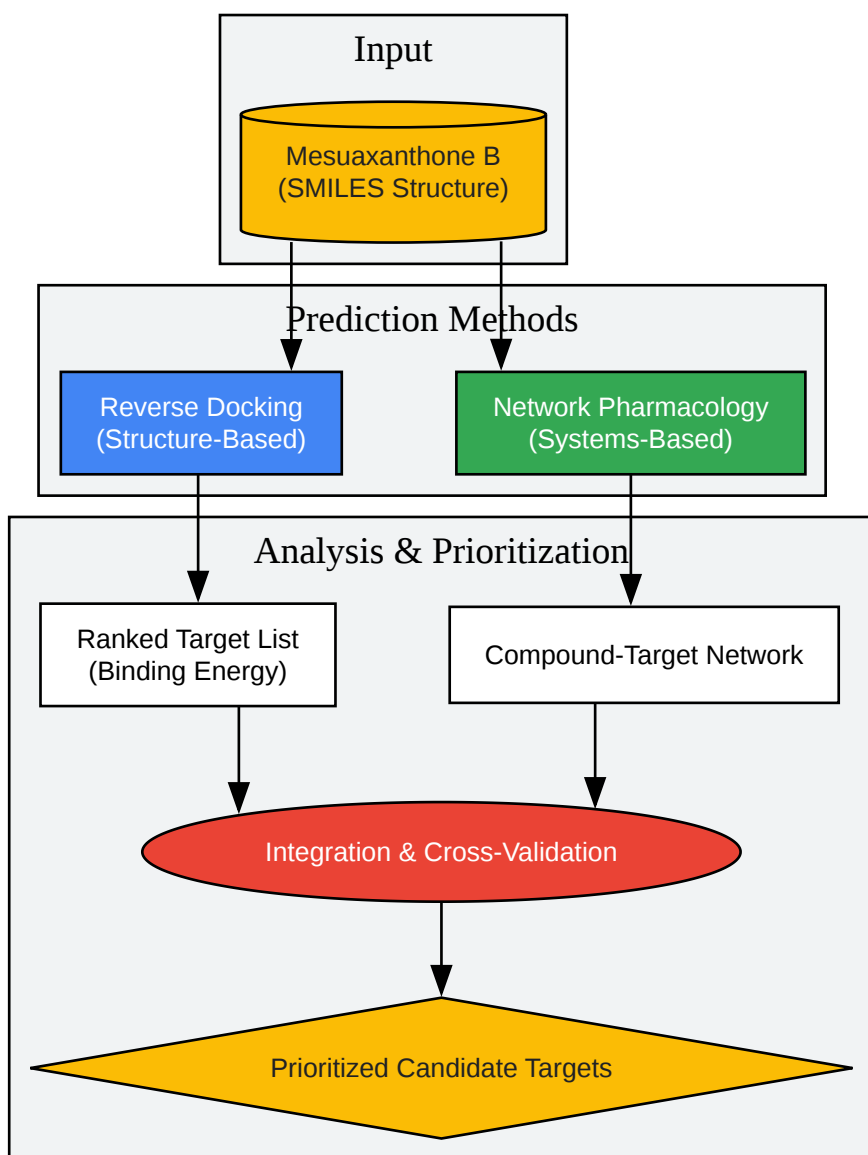 Input
Mesuaxanthone B
(SMILES Structure)
Prediction Methods
Reverse Docking
(Structure-Based)
Network Pharmacology
(Systems-Based)
Analysis & Prioritization
Ranked Target List
(Binding Energy)
Compound-Target Network
Integration & Cross-Validation
Prioritized Candidate Targets